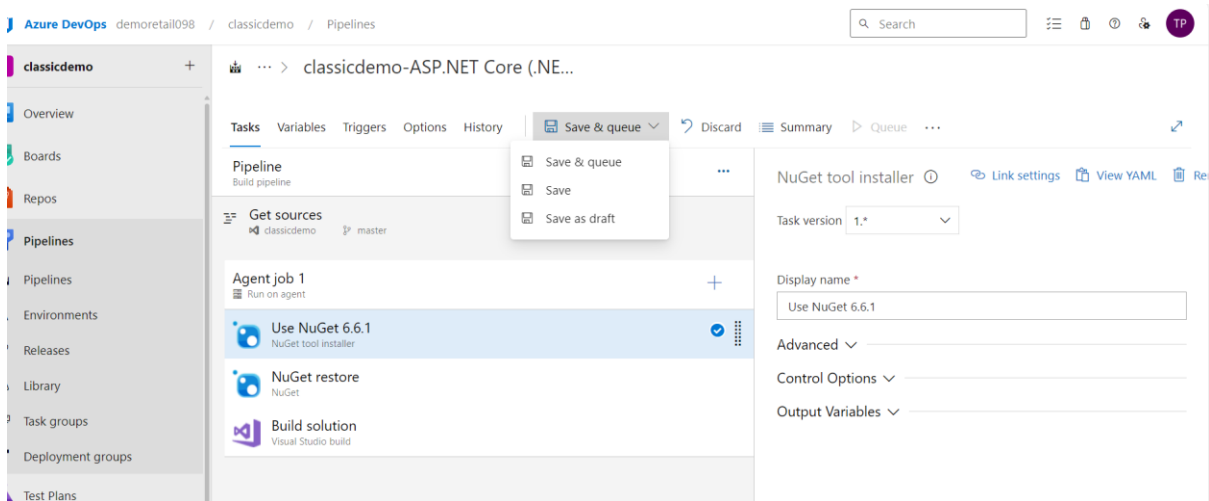 Azure DevOps demoretail098 / classicdemo / Pipelines
Search
TP
classicdemo +
... > classicdemo-ASP.NET Core (.NE...
Overview
Boards
Repos
Pipelines
Pipelines
Environments
Releases
Library
Task groups
Deployment groups
Test Plans
Tasks Variables Triggers Options History
Save & queue
Discard
Summary
Queue
...
Save & queue
Save
Save as draft
Pipeline
Build pipeline
...
Get sources
classicdemo master
Agent job 1
Run on agent
Use NuGet 6.6.1
NuGet tool installer
NuGet restore
NuGet
Build solution
Visual Studio build
NuGet tool installer
Link settings View YAML Re
Task version 1.*
Display name *
Use NuGet 6.6.1
Advanced
Control Options
Output Variables